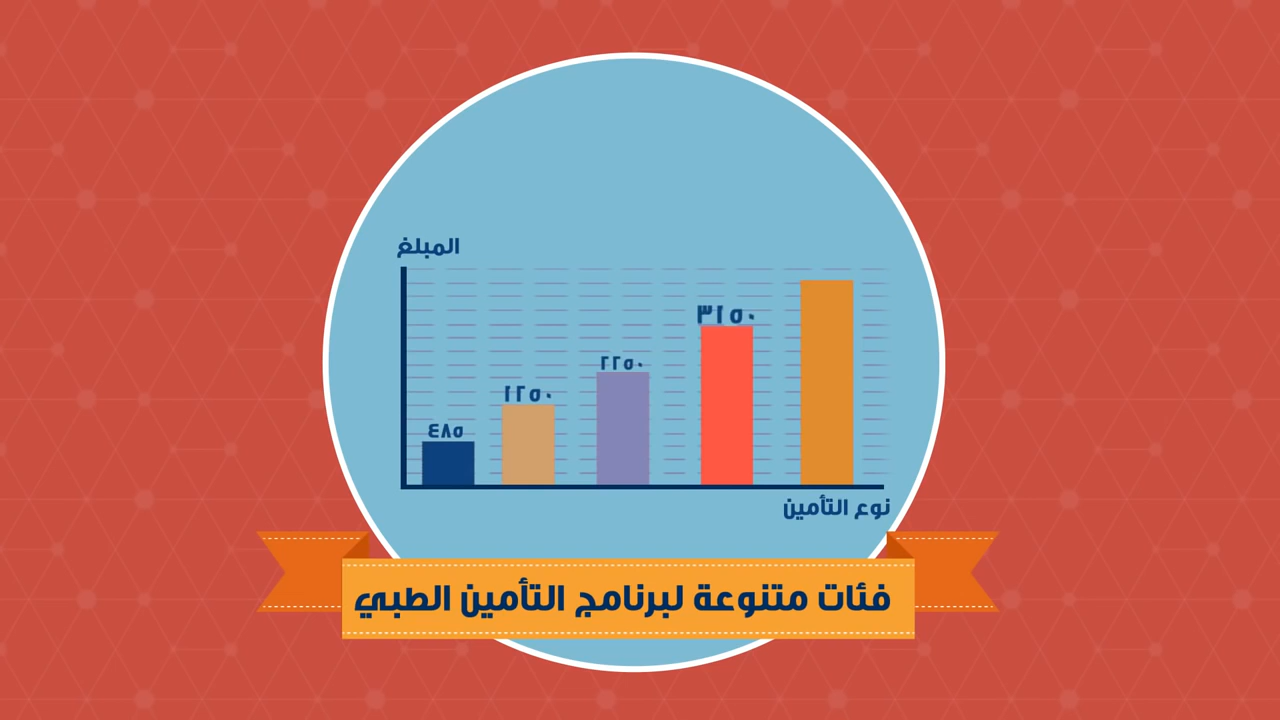 المبلغ
٤٨٥
١٢٥٠
٢٢٥٠
٣١٥٠
نوع التأمين
فئات متنوعة لبرنامج التأمين الطبي